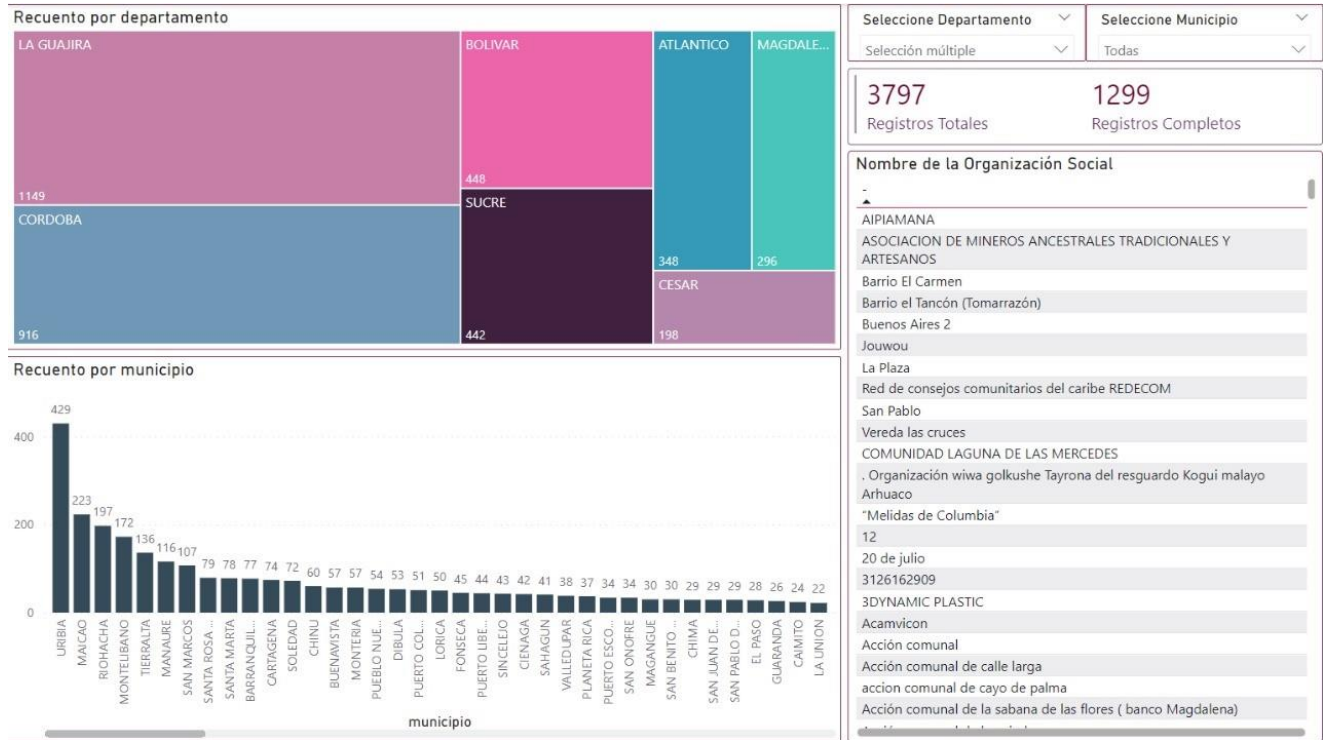 Recuento por departamento
LA GUAJIRA
1149
CORDOBA
916
BOLIVAR
448
SUCRE
442
ATLANTICO
348
MAGDALE...
296
CESAR
198
Seleccione Departamento
Selección múltiple
Seleccione Municipio
Todas
3797
Registros Totales
1299
Registros Completos
Nombre de la Organización Social
-
AIPIAMANA
ASOCIACION DE MINEROS ANCESTRALES TRADICIONALES Y
ARTESANOS
Barrio El Carmen
Barrio el Tancón (Tomarrazón)
Buenos Aires 2
Jouwou
La Plaza
Red de consejos comunitarios del caribe REDECOM
San Pablo
Vereda las cruces
COMUNIDAD LAGUNA DE LAS MERCEDES
. Organización wiwa golkushe Tayrona del resguardo Kogui malayo
Arhuaco
"Melidas de Columbia"
12
20 de julio
3126162909
3DYNAMIC PLASTIC
Acamvicon
Acción comunal
Acción comunal de calle larga
accion comunal de cayo de palma
Acción comunal de la sabana de las flores ( banco Magdalena)
Recuento por municipio
400
200
0
429
223
197
172
136
116
107
79
78
77
74
72
60
57
57
54
53
51
50
45
44
43
42
41
38
37
34
34
30
30
29
29
29
28
26
24
22
URIBIA
MAICAO
RIOHACHA
MONTELIBANO
TIERRALTA
MANAURE
SAN MARCOS
SANTA ROSA ...
SANTA MARTA
BARRANQUIL...
CARTAGENA
SOLEDAD
CHINU
BUENAVISTA
MONTERIA
PUEBLO NUE...
DIBULA
PUERTO COL...
LORICA
FONSECA
PUERTO LIBE...
SINCELEJO
CIENAGA
SAHAGUN
VALLEDUPAR
PLANETA RICA
PUERTO ESCO...
SAN ONOFRE
MAGANGUE
SAN BENITO ...
CHIMA
SAN JUAN DE...
SAN PABLO D...
EL PASO
GUARANDA
CAIMITO
LA UNION
municipio